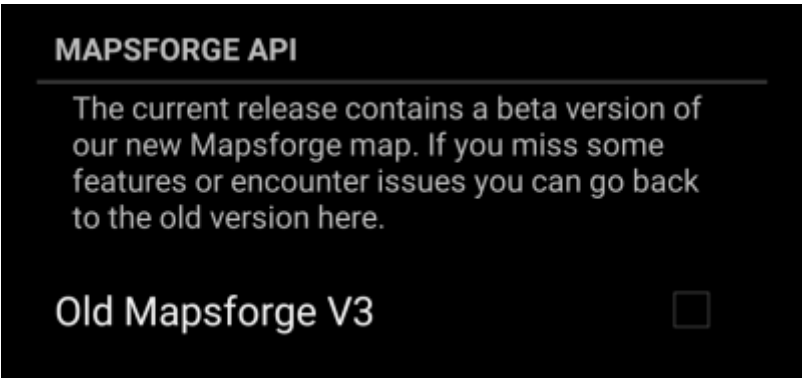 MAPSFORGE API
The current release contains a beta version of
our new Mapsforge map. If you miss some
features or encounter issues you can go back
to the old version here.
Old Mapsforge V3